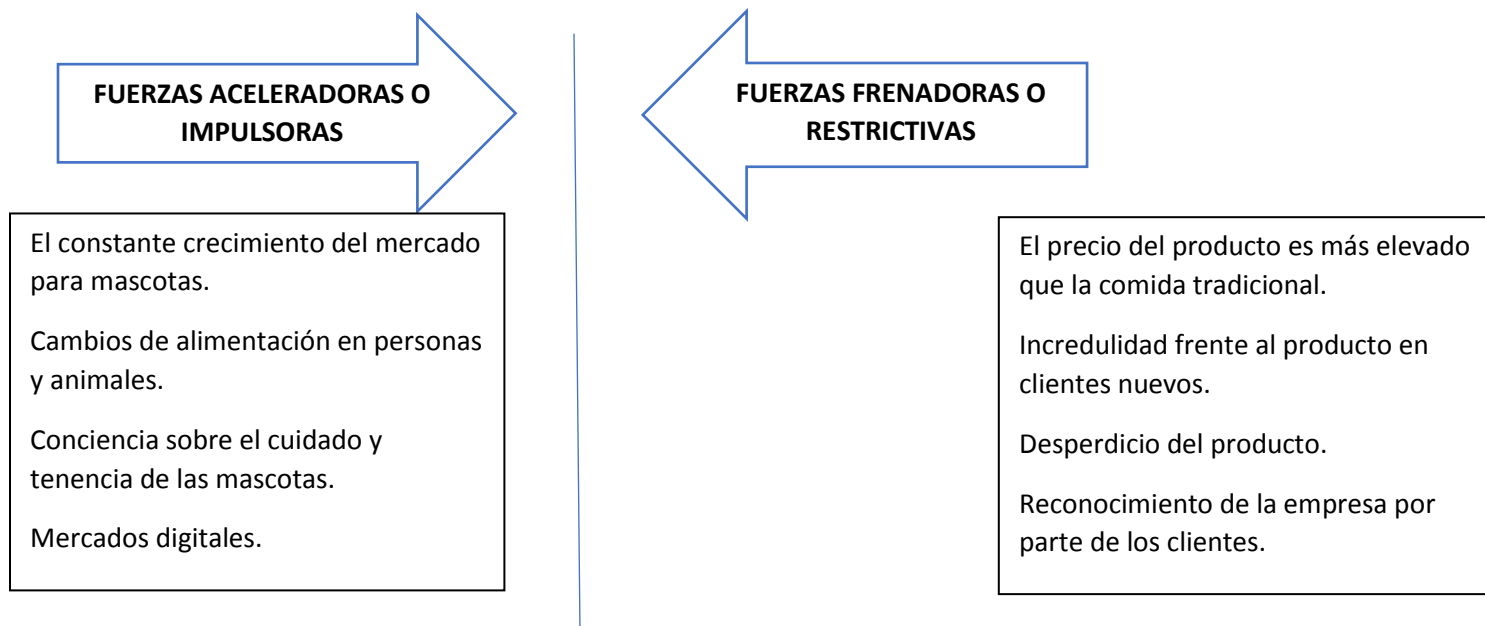 FUERZAS ACELERADORAS O
IMPULSORAS
FUERZAS FRENADORAS O
RESTRICTIVAS
El constante crecimiento del mercado
para mascotas.
Cambios de alimentación en personas
y animales.
Conciencia sobre el cuidado y
tenencia de las mascotas.
Mercados digitales.
El precio del producto es más elevado
que la comida tradicional.
Incredulidad frente al producto en
clientes nuevos.
Desperdicio del producto.
Reconocimiento de la empresa por
parte de los clientes.